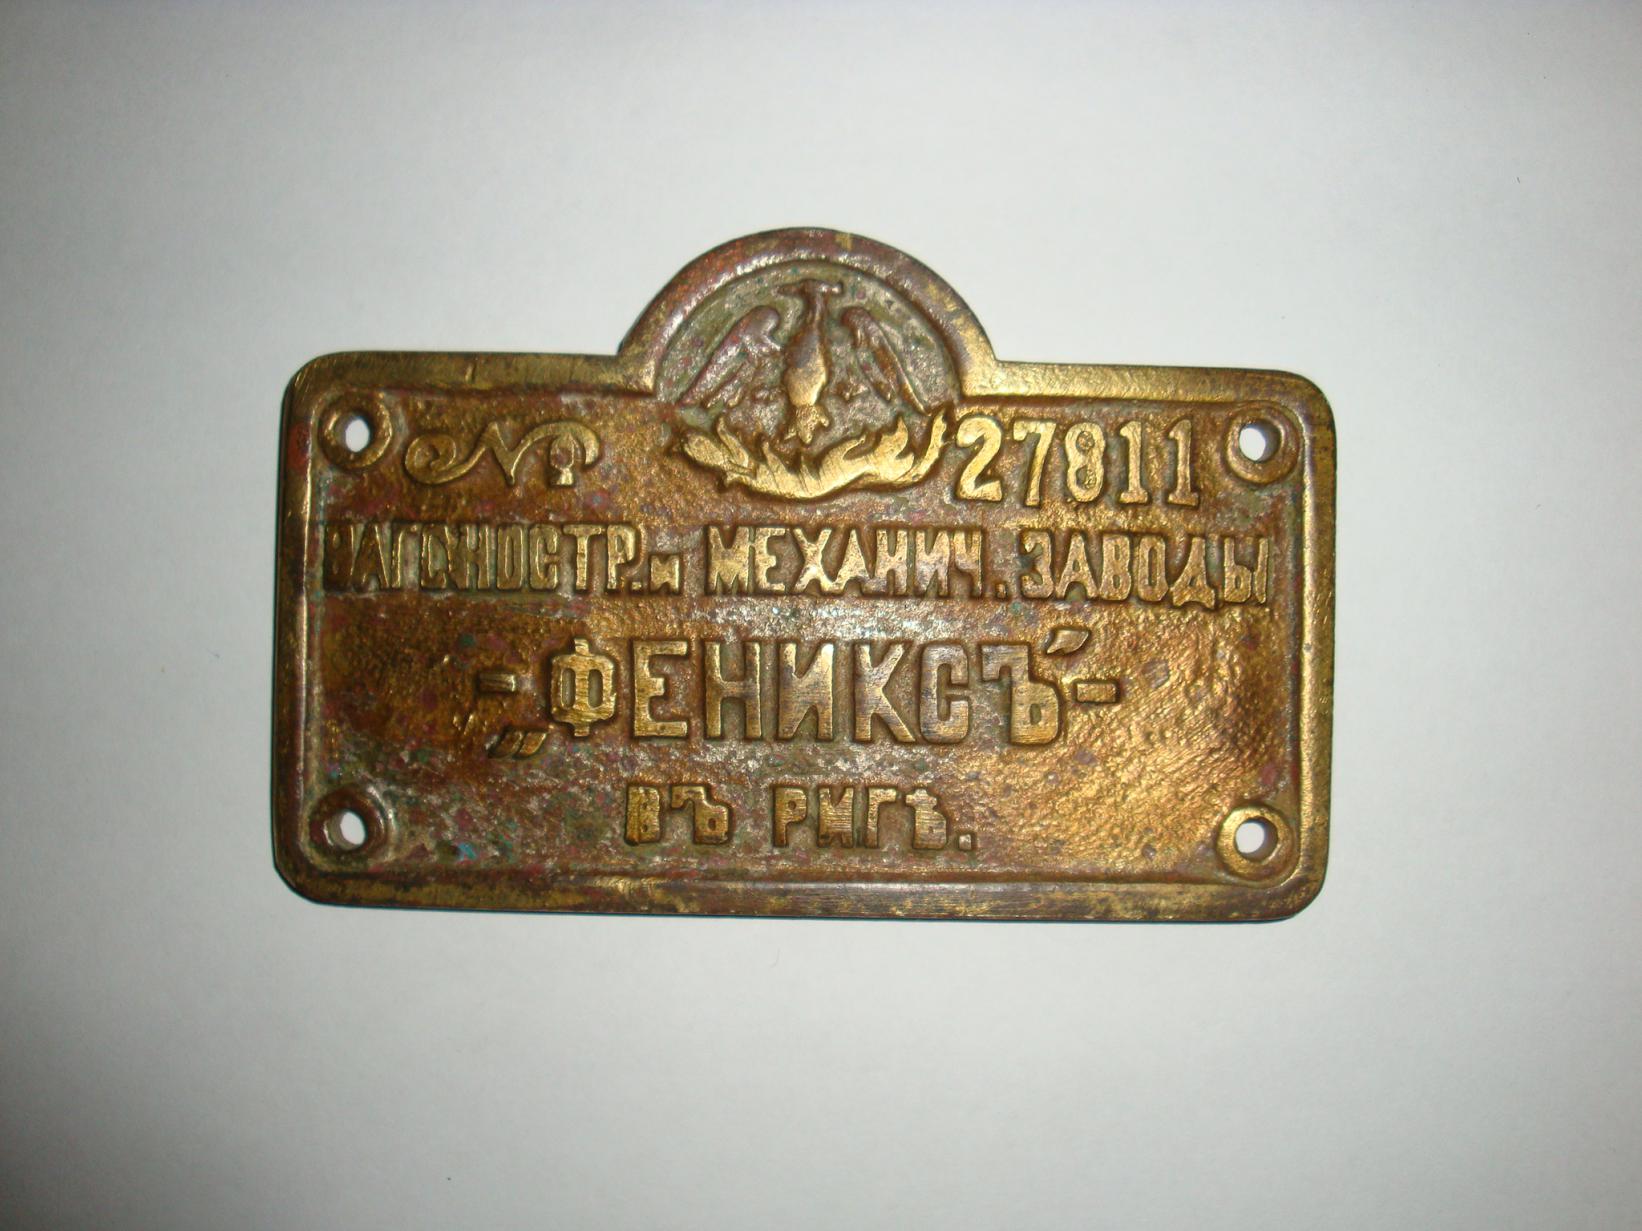 № 27811
ВАГОНОСТР. и МЕХАНИЧ. ЗАВОДЫ
- „ФЕНИКСЪ“ -
ВЪ РИГѢ.